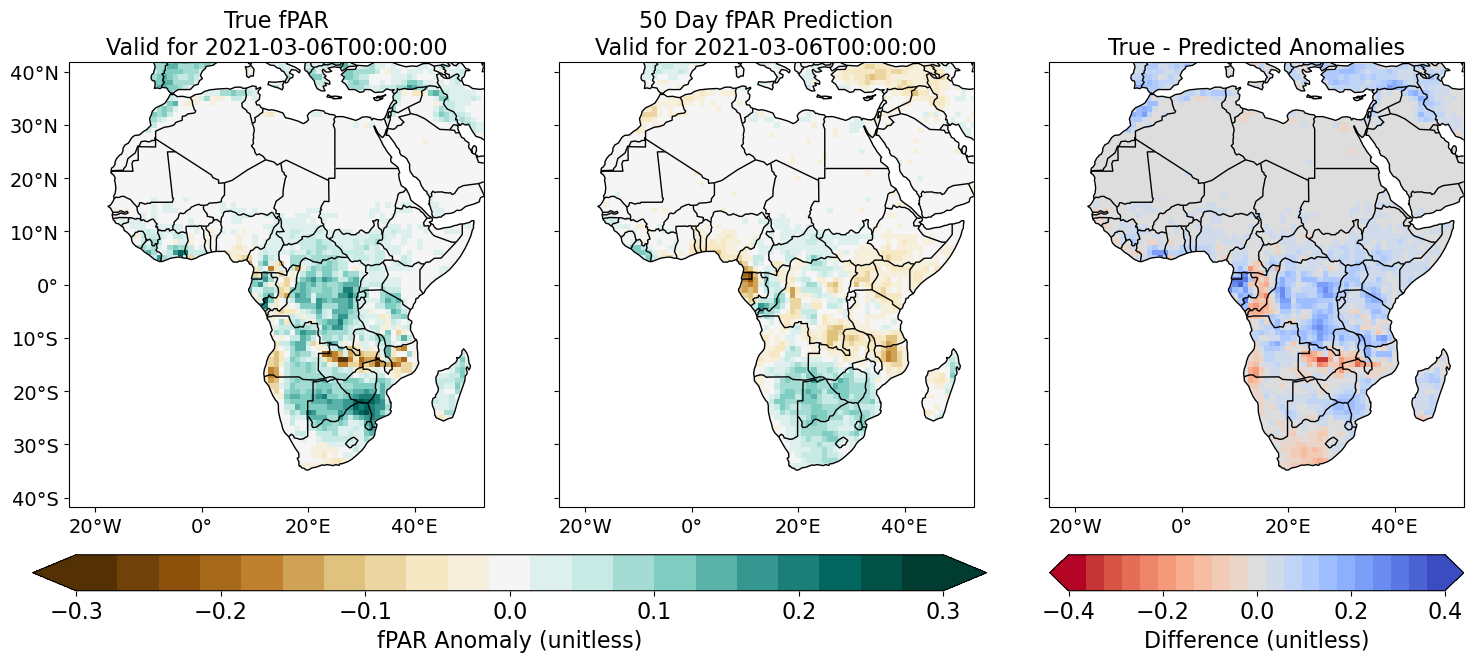 True fPAR
Valid for 2021-03-06T00:00:00
50 Day fPAR Prediction
Valid for 2021-03-06T00:00:00
True - Predicted Anomalies
40°N
30°N
20°N
10°N
0°
10°S
20°S
30°S
40°S
20°W 0° 20°E 40°E
20°W 0° 20°E 40°E
20°W 0° 20°E 40°E
−0.3 −0.2 −0.1 0.0 0.1 0.2 0.3
fPAR Anomaly (unitless)
−0.4 −0.2 0.0 0.2 0.4
Difference (unitless)